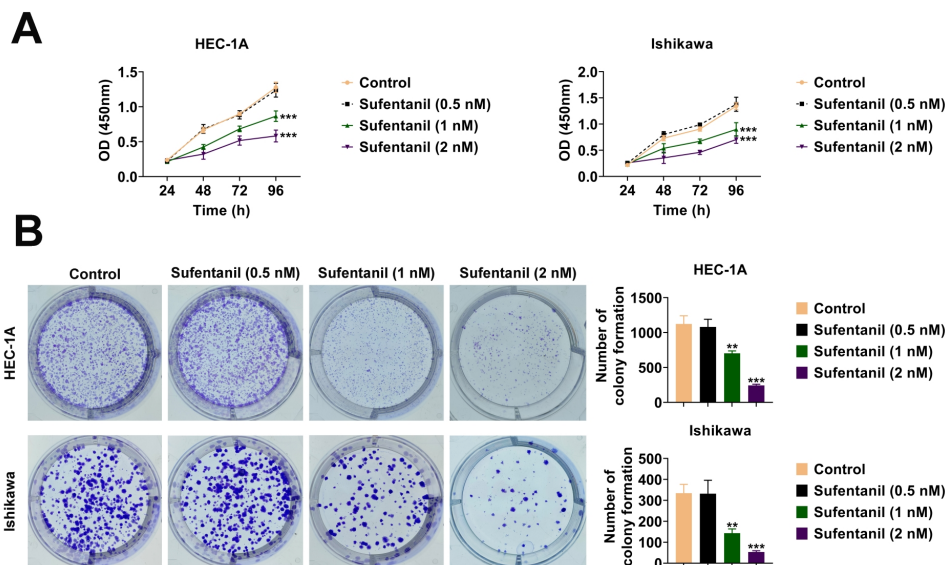 A
HEC-1A
OD (450nm)
1.5
1.0
0.5
0.0
24 48 72 96
Time (h)
***
***
Control
Sufentanil (0.5 nM)
Sufentanil (1 nM)
Sufentanil (2 nM)
Ishikawa
OD (450nm)
2.0
1.5
1.0
0.5
0.0
24 48 72 96
Time (h)
***
***
Control
Sufentanil (0.5 nM)
Sufentanil (1 nM)
Sufentanil (2 nM)
B
Control Sufentanil (0.5 nM) Sufentanil (1 nM) Sufentanil (2 nM)
HEC-1A
Ishikawa
HEC-1A
Number of
colony formation
1500
1000
500
0
**
***
Control
Sufentanil (0.5 nM)
Sufentanil (1 nM)
Sufentanil (2 nM)
Ishikawa
Number of
colony formation
500
400
300
200
100
0
**
***
Control
Sufentanil (0.5 nM)
Sufentanil (1 nM)
Sufentanil (2 nM)